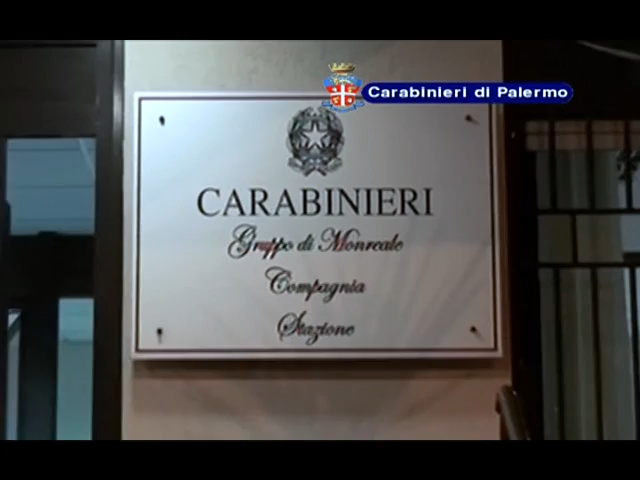 Carabinieri di Palermo
CARABINIERI
Gruppo di Monreale
Compagnia
Stazione